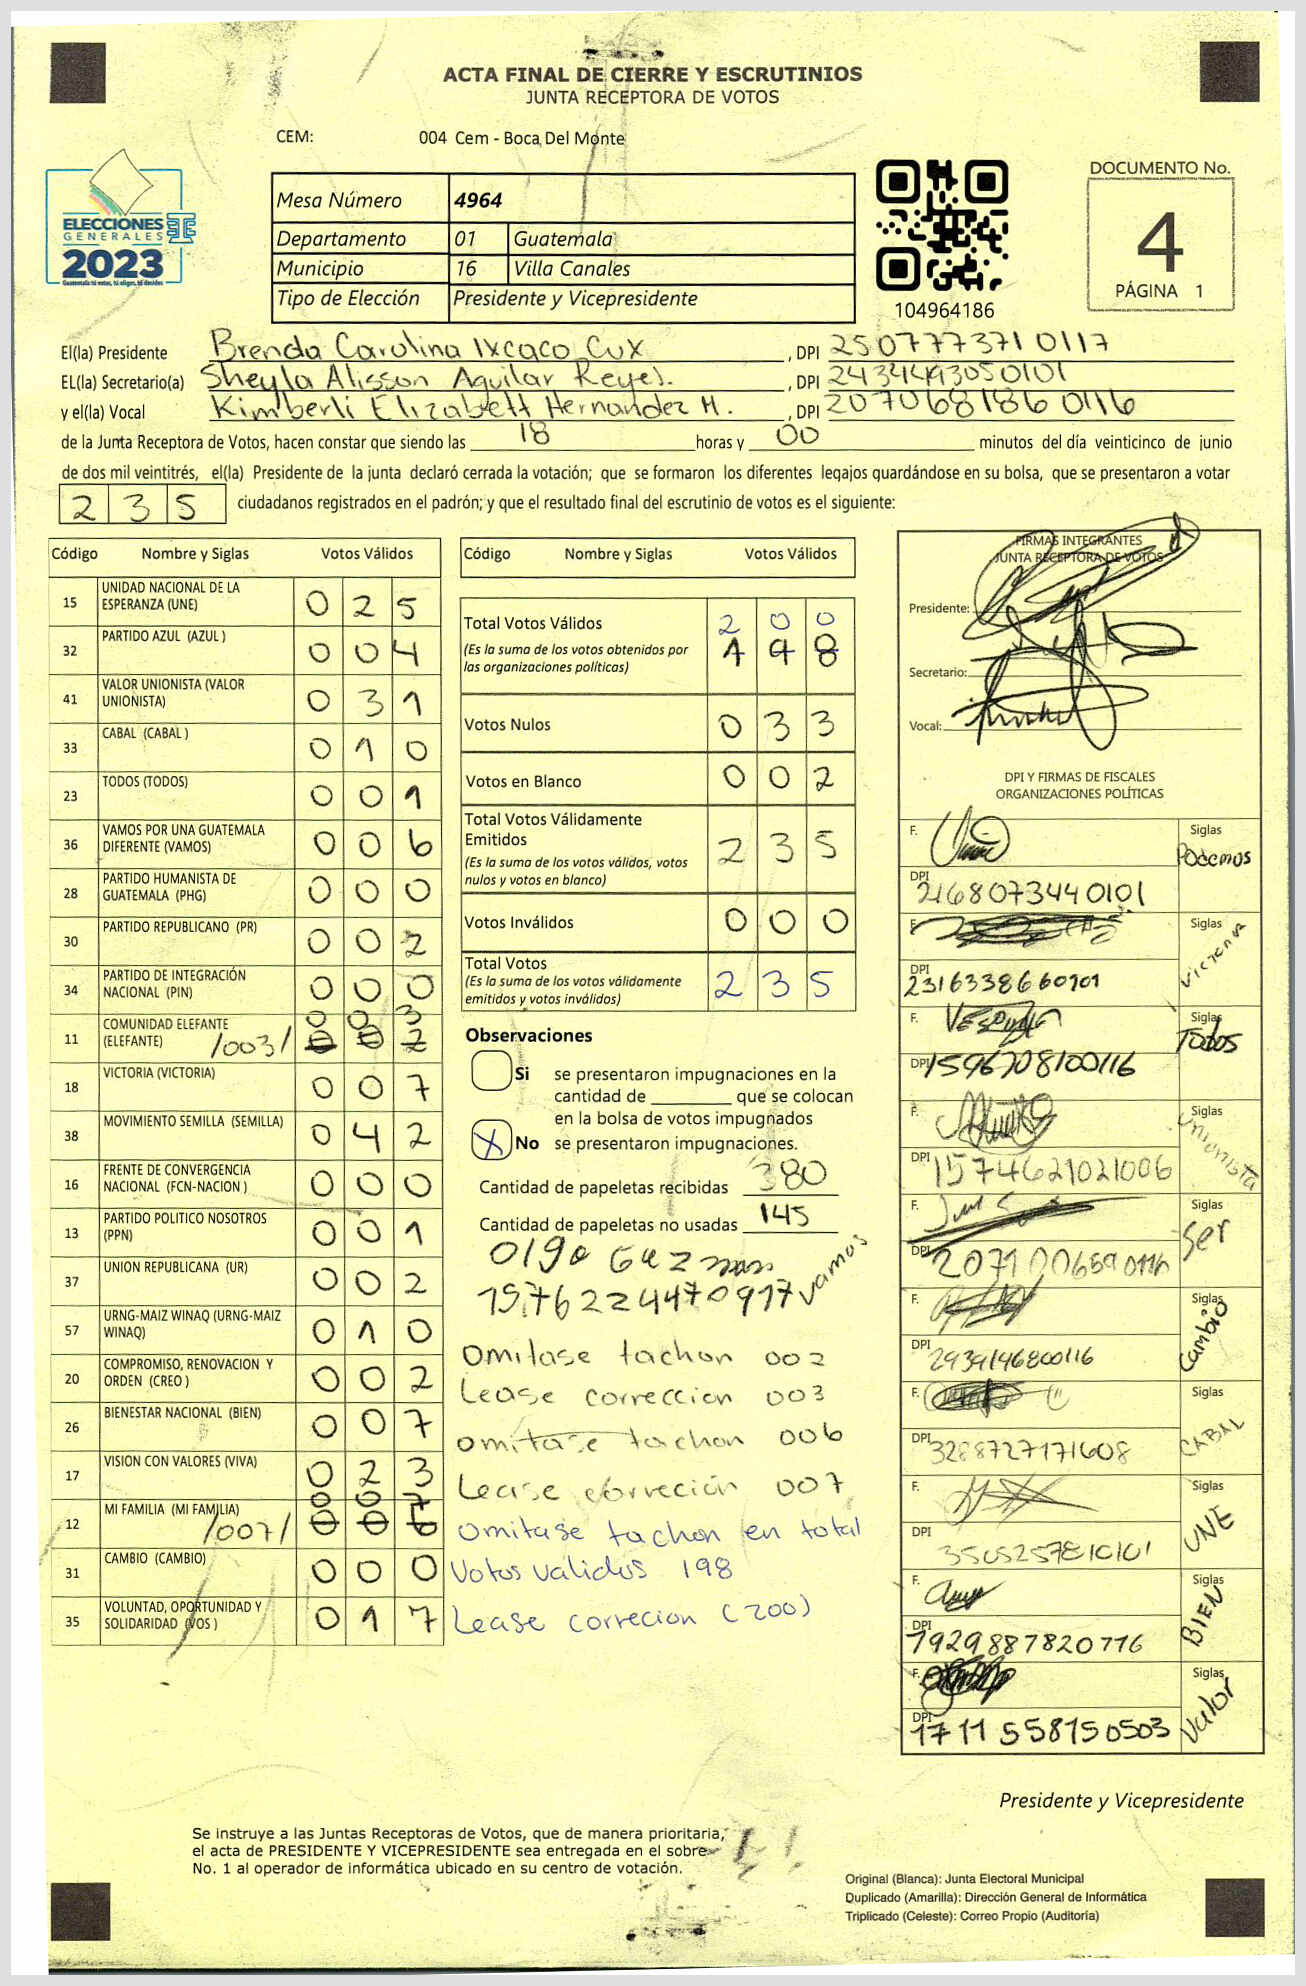 ACTA FINAL DE CIERRE Y ESCRUTINIOS
JUNTA RECEPTORA DE VOTOS
CEM: 004 Cem - Boca Del Monte
ELECCIONES
GENERALES
2023
Guatemala tú votas, tú eliges, tú decides
Mesa Número 4964
Departamento 01 Guatemala
Municipio 16 Villa Canales
Tipo de Elección Presidente y Vicepresidente
104964186
DOCUMENTO No.
4
PÁGINA 1
El(la) Presidente Brenda Carolina Ixcaco Cux , DPI 2507773710117
EL(la) Secretario(a) Sheyla Alisson Aguilar Reyes. , DPI 2434493050101
y el(la) Vocal Kimberli Elizabett Hernandez M. , DPI 2070681860116
de la Junta Receptora de Votos, hacen constar que siendo las 18 horas y 00 minutos del día veinticinco de junio
de dos mil veintitrés, el(la) Presidente de la junta declaró cerrada la votación; que se formaron los diferentes legajos guardándose en su bolsa, que se presentaron a votar
235 ciudadanos registrados en el padrón; y que el resultado final del escrutinio de votos es el siguiente:
Código Nombre y Siglas Votos Válidos
15 UNIDAD NACIONAL DE LA ESPERANZA (UNE) 0 2 5
32 PARTIDO AZUL (AZUL ) 0 0 4
41 VALOR UNIONISTA (VALOR UNIONISTA) 0 3 1
33 CABAL (CABAL ) 0 1 0
23 TODOS (TODOS) 0 0 1
36 VAMOS POR UNA GUATEMALA DIFERENTE (VAMOS) 0 0 6
28 PARTIDO HUMANISTA DE GUATEMALA (PHG) 0 0 0
30 PARTIDO REPUBLICANO (PR) 0 0 2
34 PARTIDO DE INTEGRACIÓN NACIONAL (PIN) 0 0 0
11 COMUNIDAD ELEFANTE (ELEFANTE) /003/ 0 0 3 0 0 2
18 VICTORIA (VICTORIA) 0 0 7
38 MOVIMIENTO SEMILLA (SEMILLA) 0 4 2
16 FRENTE DE CONVERGENCIA NACIONAL (FCN-NACION ) 0 0 0
13 PARTIDO POLITICO NOSOTROS (PPN) 0 0 1
37 UNION REPUBLICANA (UR) 0 0 2
57 URNG-MAIZ WINAQ (URNG-MAIZ WINAQ) 0 1 0
20 COMPROMISO, RENOVACION Y ORDEN (CREO ) 0 0 2
26 BIENESTAR NACIONAL (BIEN) 0 0 7
17 VISION CON VALORES (VIVA) 0 2 3
12 MI FAMILIA (MI FAMILIA) /007/ 0 0 7 0 0 6
31 CAMBIO (CAMBIO) 0 0 0
35 VOLUNTAD, OPORTUNIDAD Y SOLIDARIDAD (VOS ) 0 1 7
Código Nombre y Siglas Votos Válidos
Total Votos Válidos 2 0 0
(Es la suma de los votos obtenidos por las organizaciones políticas) 1 9 8
Votos Nulos 0 3 3
Votos en Blanco 0 0 2
Total Votos Válidamente Emitidos 2 3 5
(Es la suma de los votos válidos, votos nulos y votos en blanco)
Votos Inválidos 0 0 0
Total Votos 2 3 5
(Es la suma de los votos válidamente emitidos y votos inválidos)
Observaciones
Si se presentaron impugnaciones en la
cantidad de ________ que se colocan
en la bolsa de votos impugnados
X No se presentaron impugnaciones.
Cantidad de papeletas recibidas 380
Cantidad de papeletas no usadas 145
Olga Guzman
1576224470917 vamos
Omitase tachon 002
Lease correccion 003
omitase tachon 006
Lease correción 007
Omitase tachon en total
Votos validos 198
Lease correcion (200)
FIRMAS INTEGRANTES
JUNTA RECEPTORA DE VOTOS
Presidente:
Secretario:
Vocal:
DPI Y FIRMAS DE FISCALES
ORGANIZACIONES POLÍTICAS
F. Siglas Podemos
DPI 2168073440101
F. Siglas Victoria
DPI 2316338660101
F. Siglas Todos
DPI 1596708100116
F. Siglas Unionista
DPI 1574621021006
F. Siglas Ser
DPI 2071006590116
F. Siglas Cambio
DPI 2939146800116
F. Siglas CABAL
DPI 3288727171608
F. Siglas UNE
DPI 3505257810101
F. Siglas BIEN
DPI 1929887820116
F. Siglas Valor
DPI 1711558150503
Presidente y Vicepresidente
Se instruye a las Juntas Receptoras de Votos, que de manera prioritaria,
el acta de PRESIDENTE Y VICEPRESIDENTE sea entregada en el sobre
No. 1 al operador de informática ubicado en su centro de votación.
Original (Blanca): Junta Electoral Municipal
Duplicado (Amarilla): Dirección General de Informática
Triplicado (Celeste): Correo Propio (Auditoría)